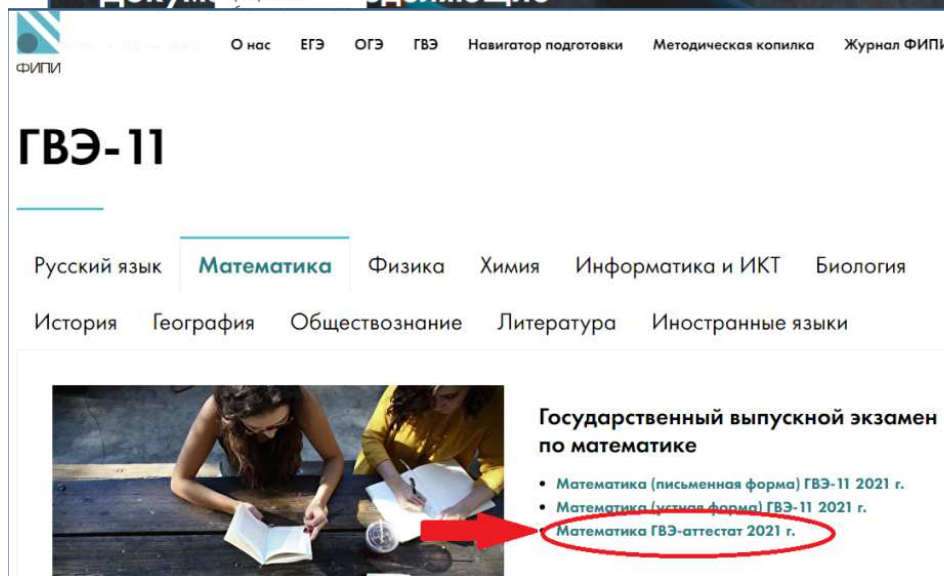 О нас ЕГЭ ОГЭ ГВЭ Навигатор подготовки Методическая копилка Журнал ФИПИ
ФИПИ
ГВЭ-11
Русский язык Математика Физика Химия Информатика и ИКТ Биология
История География Обществознание Литература Иностранные языки
Государственный выпускной экзамен
по математике
• Математика (письменная форма) ГВЭ-11 2021 г.
• Математика (устная форма) ГВЭ-11 2021 г.
• Математика ГВЭ-аттестат 2021 г.